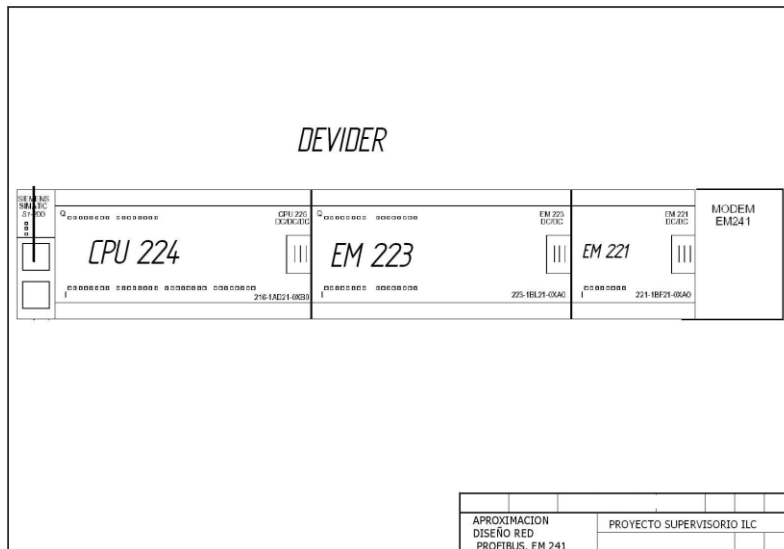 DEVIDER
SIEMENS
SIMATIC
S7-200
Q
CPU 226
DC/DC/DC
CPU 224
I
216-1AD21-0XB0
Q
EM 223
DC/DC
EM 223
I
223-1BL21-0XA0
EM 221
DC/DC
EM 221
I
221-1BF21-0XA0
MODEM
EM241
APROXIMACION
DISEÑO RED
PROFIBUS, EM 241
PROYECTO SUPERVISORIO ILC